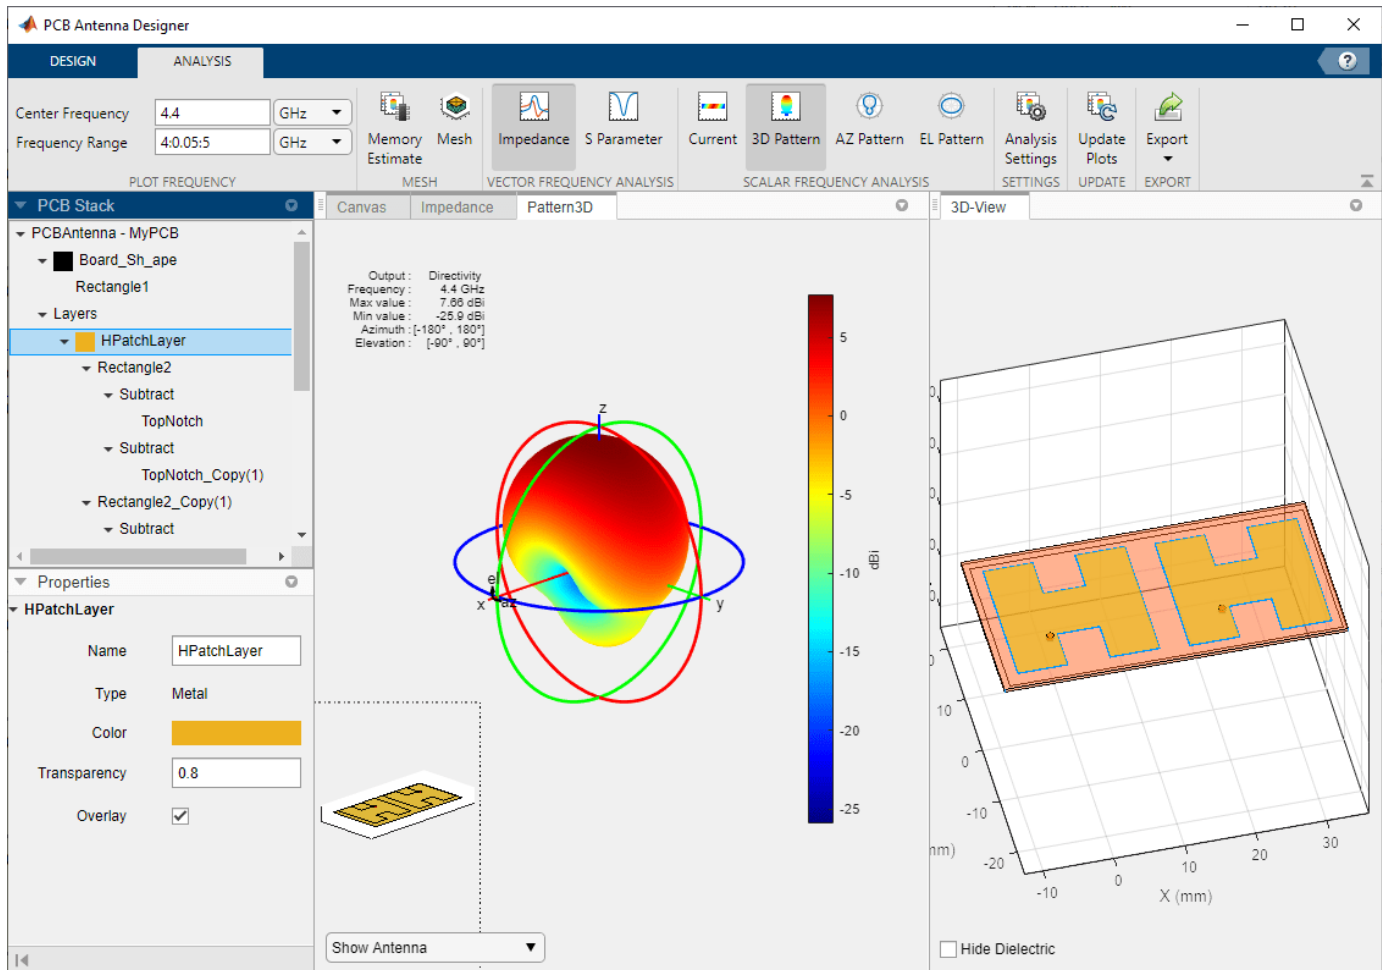 PCB Antenna Designer
DESIGN
ANALYSIS
?
Center Frequency
4.4
GHz
Frequency Range
4:0.05:5
GHz
PLOT FREQUENCY
Memory
Estimate
Mesh
MESH
Impedance
S Parameter
VECTOR FREQUENCY ANALYSIS
Current
3D Pattern
AZ Pattern
EL Pattern
SCALAR FREQUENCY ANALYSIS
Analysis
Settings
SETTINGS
Update
Plots
UPDATE
Export
EXPORT
PCB Stack
PCBAntenna - MyPCB
Board_Sh_ape
Rectangle1
Layers
HPatchLayer
Rectangle2
Subtract
TopNotch
Subtract
TopNotch_Copy(1)
Rectangle2_Copy(1)
Subtract
Properties
HPatchLayer
Name
HPatchLayer
Type
Metal
Color
Transparency
0.8
Overlay
Canvas
Impedance
Pattern3D
Output : Directivity
Frequency : 4.4 GHz
Max value : 7.66 dBi
Min value : -25.9 dBi
Azimuth : [-180° , 180°]
Elevation : [-90° , 90°]
z
el
x
az
y
5
0
-5
-10
-15
-20
-25
dBi
Show Antenna
3D-View
10
0
-10
-20
-10
0
10
20
30
X (mm)
Hide Dielectric